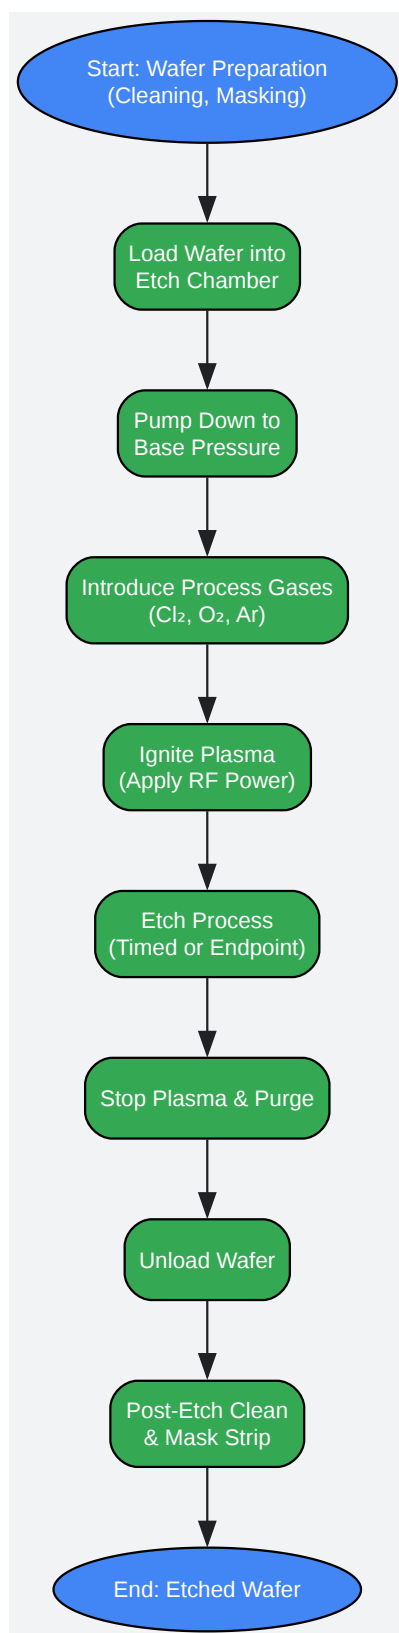 Start: Wafer Preparation
(Cleaning, Masking)
Load Wafer into
Etch Chamber
Pump Down to
Base Pressure
Introduce Process Gases
(Cl₂, O₂, Ar)
Ignite Plasma
(Apply RF Power)
Etch Process
(Timed or Endpoint)
Stop Plasma & Purge
Unload Wafer
Post-Etch Clean
& Mask Strip
End: Etched Wafer